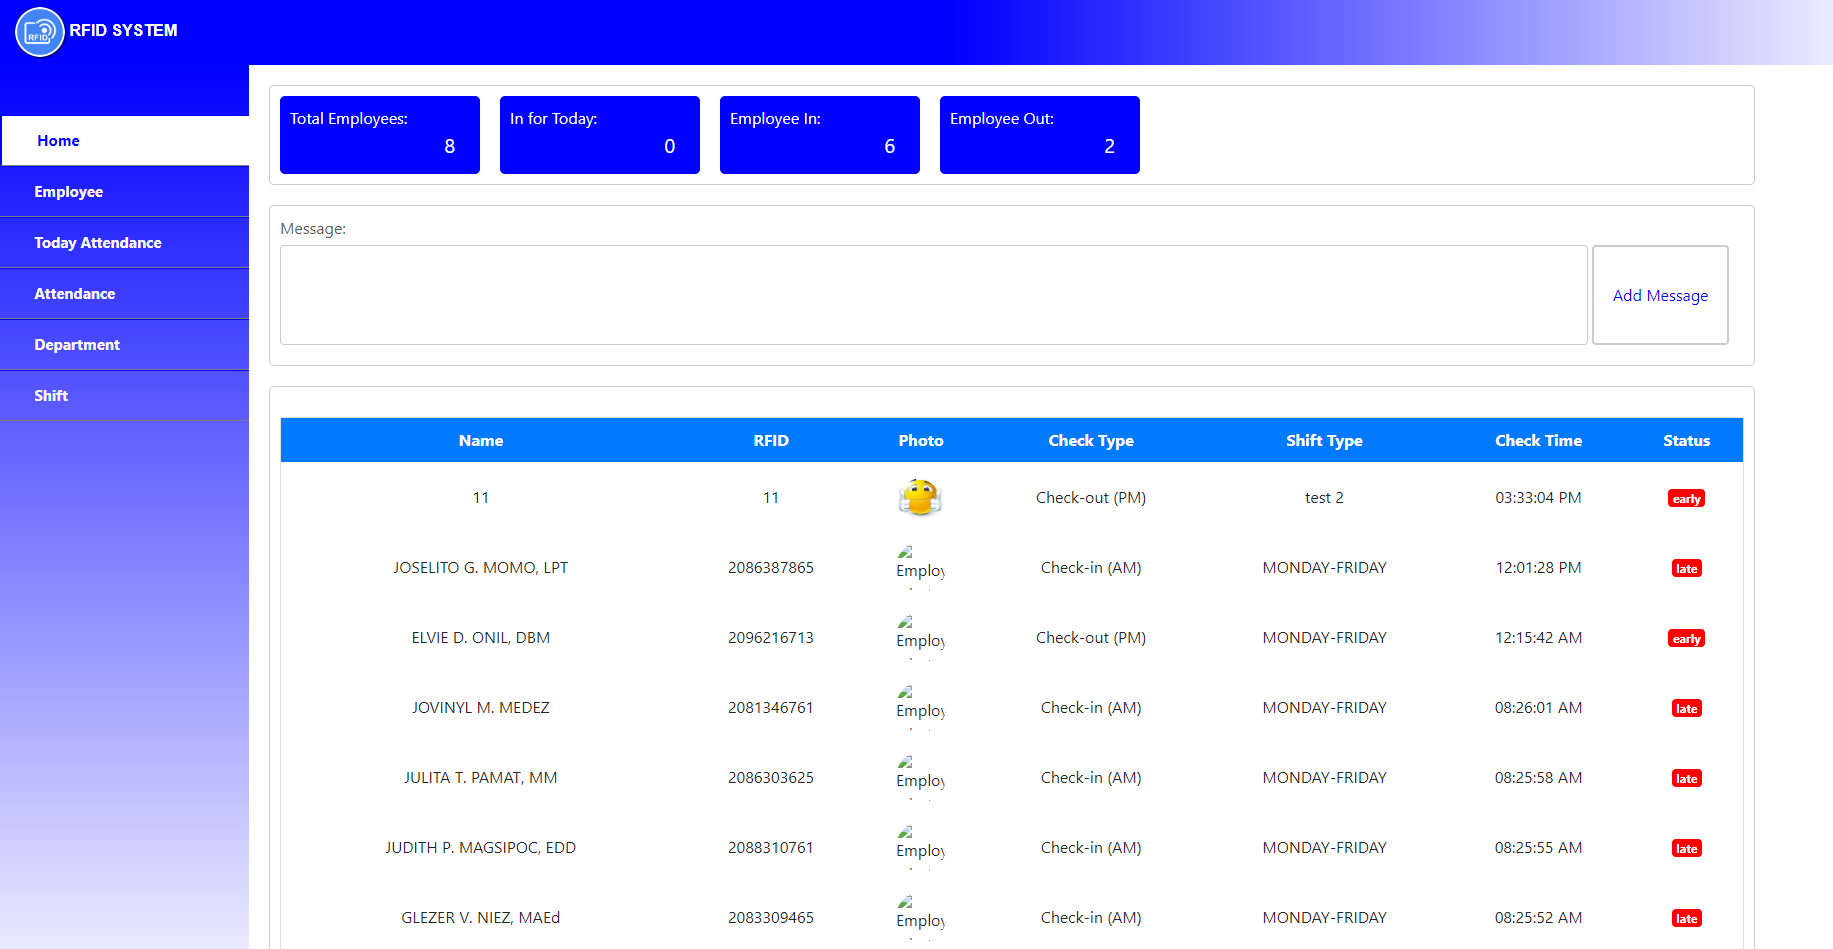 RFID RFID SYSTEM
Home
Employee
Today Attendance
Attendance
Department
Shift
Total Employees: 8
In for Today: 0
Employee In: 6
Employee Out: 2
Message:
Add Message
Name RFID Photo Check Type Shift Type Check Time Status
11 11 Check-out (PM) test 2 03:33:04 PM early
JOSELITO G. MOMO, LPT 2086387865 Employ Check-in (AM) MONDAY-FRIDAY 12:01:28 PM late
ELVIE D. ONIL, DBM 2096216713 Employ Check-out (PM) MONDAY-FRIDAY 12:15:42 AM early
JOVINYL M. MEDEZ 2081346761 Employ Check-in (AM) MONDAY-FRIDAY 08:26:01 AM late
JULITA T. PAMAT, MM 2086303625 Employ Check-in (AM) MONDAY-FRIDAY 08:25:58 AM late
JUDITH P. MAGSIPOC, EDD 2088310761 Employ Check-in (AM) MONDAY-FRIDAY 08:25:55 AM late
GLEZER V. NIEZ, MAEd 2083309465 Employ Check-in (AM) MONDAY-FRIDAY 08:25:52 AM late